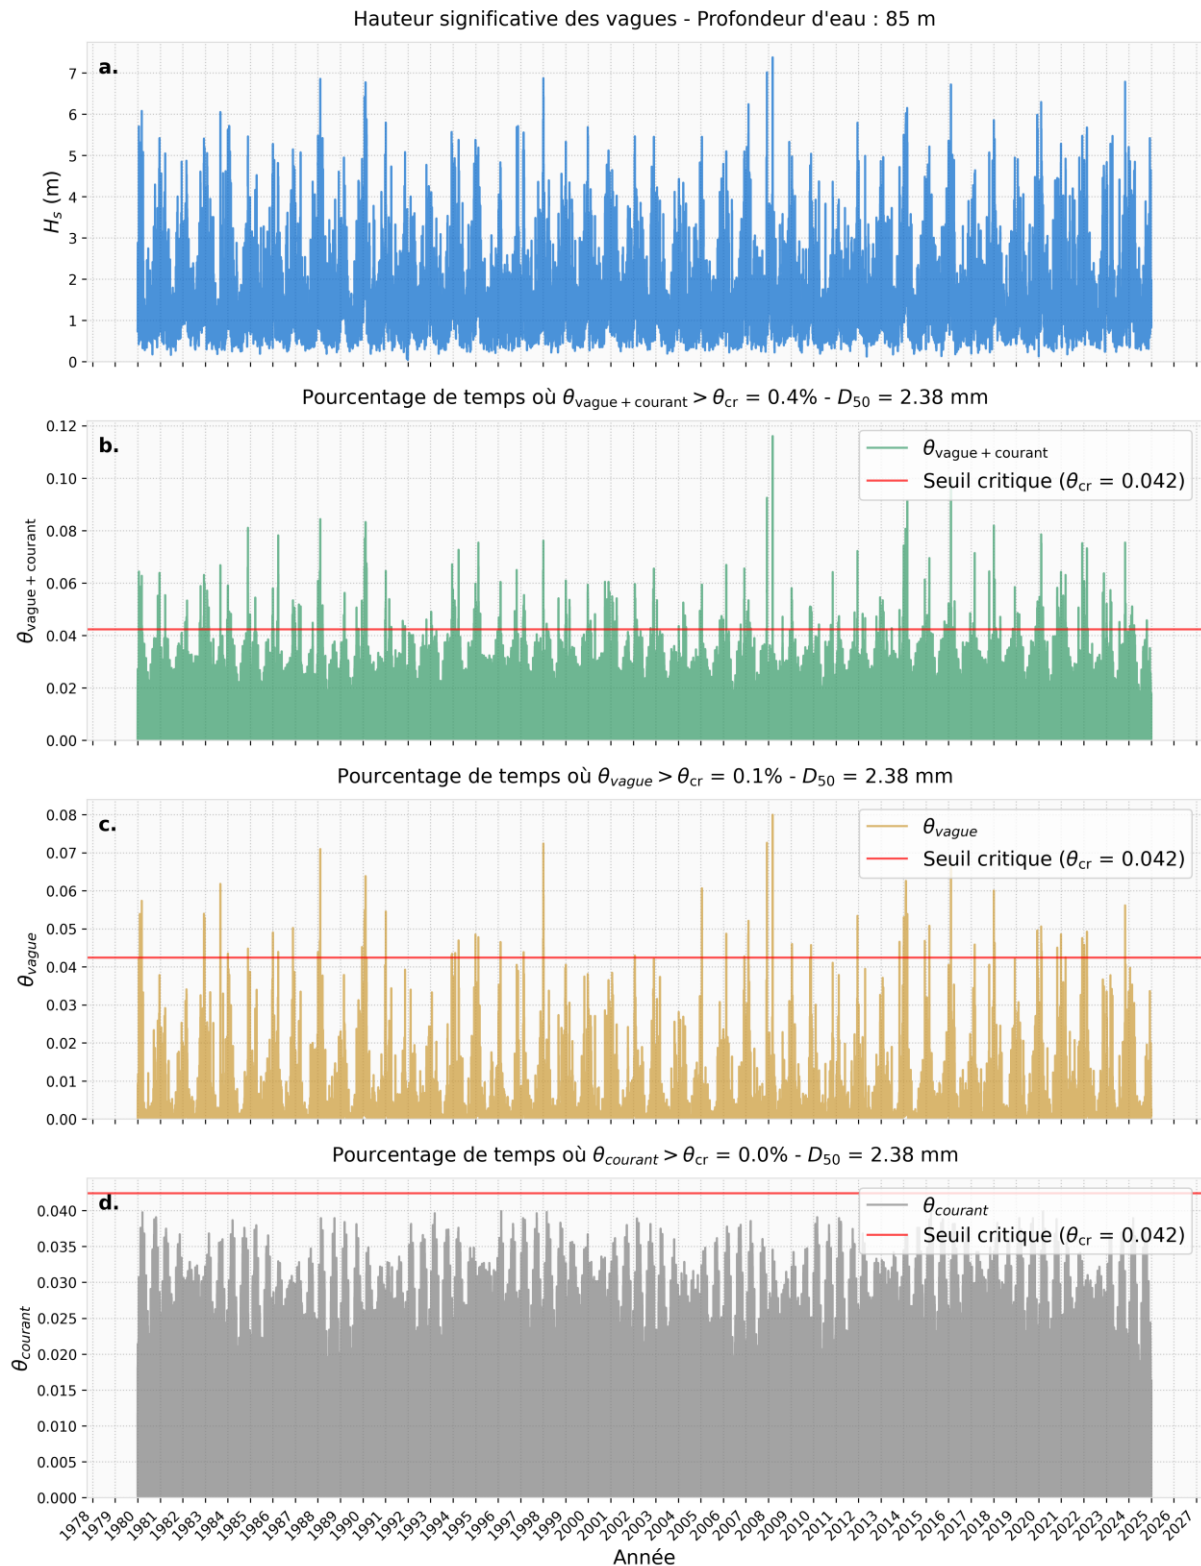 Hauteur significative des vagues - Profondeur d'eau : 85 m
a.
7
6
5
4
3
2
1
0
H_s (m)
Pourcentage de temps où θ_vague + courant > θ_cr = 0.4% - D_50 = 2.38 mm
b.
0.12
0.10
0.08
0.06
0.04
0.02
0.00
θ_vague + courant
θ_vague + courant
Seuil critique (θ_cr = 0.042)
Pourcentage de temps où θ_vague > θ_cr = 0.1% - D_50 = 2.38 mm
c.
0.08
0.07
0.06
0.05
0.04
0.03
0.02
0.01
0.00
θ_vague
θ_vague
Seuil critique (θ_cr = 0.042)
Pourcentage de temps où θ_courant > θ_cr = 0.0% - D_50 = 2.38 mm
d.
0.040
0.035
0.030
0.025
0.020
0.015
0.010
0.005
0.000
θ_courant
θ_courant
Seuil critique (θ_cr = 0.042)
1978 1979 1980 1981 1982 1983 1984 1985 1986 1987 1988 1989 1990 1991 1992 1993 1994 1995 1996 1997 1998 1999 2000 2001 2002 2003 2004 2005 2006 2007 2008 2009 2010 2011 2012 2013 2014 2015 2016 2017 2018 2019 2020 2021 2022 2023 2024 2025 2026 2027
Année